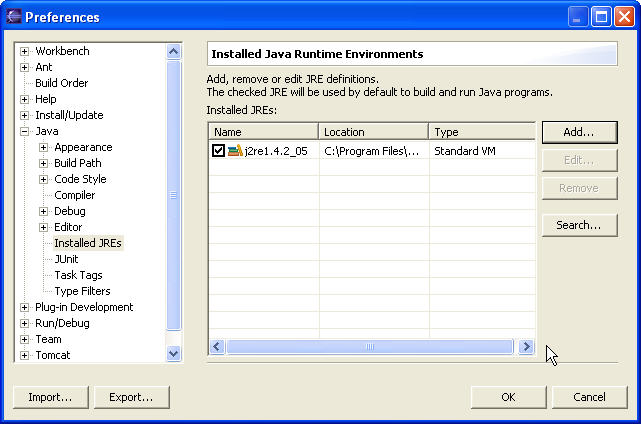 Preferences
Workbench
Ant
Build Order
Help
Install/Update
Java
Appearance
Build Path
Code Style
Compiler
Debug
Editor
Installed JREs
JUnit
Task Tags
Type Filters
Plug-in Development
Run/Debug
Team
Tomcat
Installed Java Runtime Environments
Add, remove or edit JRE definitions.
The checked JRE will be used by default to build and run Java programs.
Installed JREs:
Name Location Type
j2re1.4.2_05 C:\Program Files\... Standard VM
Add...
Edit...
Remove
Search...
Import... Export... OK Cancel